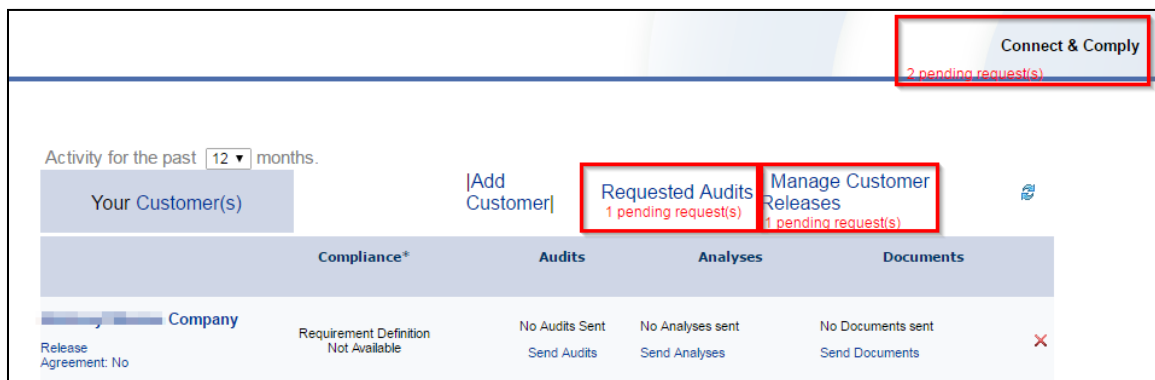 Connect & Comply
2 pending request(s)
Activity for the past 12 months.
Your Customer(s)
|Add
Customer|
Requested Audits
1 pending request(s)
Manage Customer
Releases
1 pending request(s)
Compliance*
Audits
Analyses
Documents
Company
Release
Agreement: No
Requirement Definition
Not Available
No Audits Sent
Send Audits
No Analyses sent
Send Analyses
No Documents sent
Send Documents